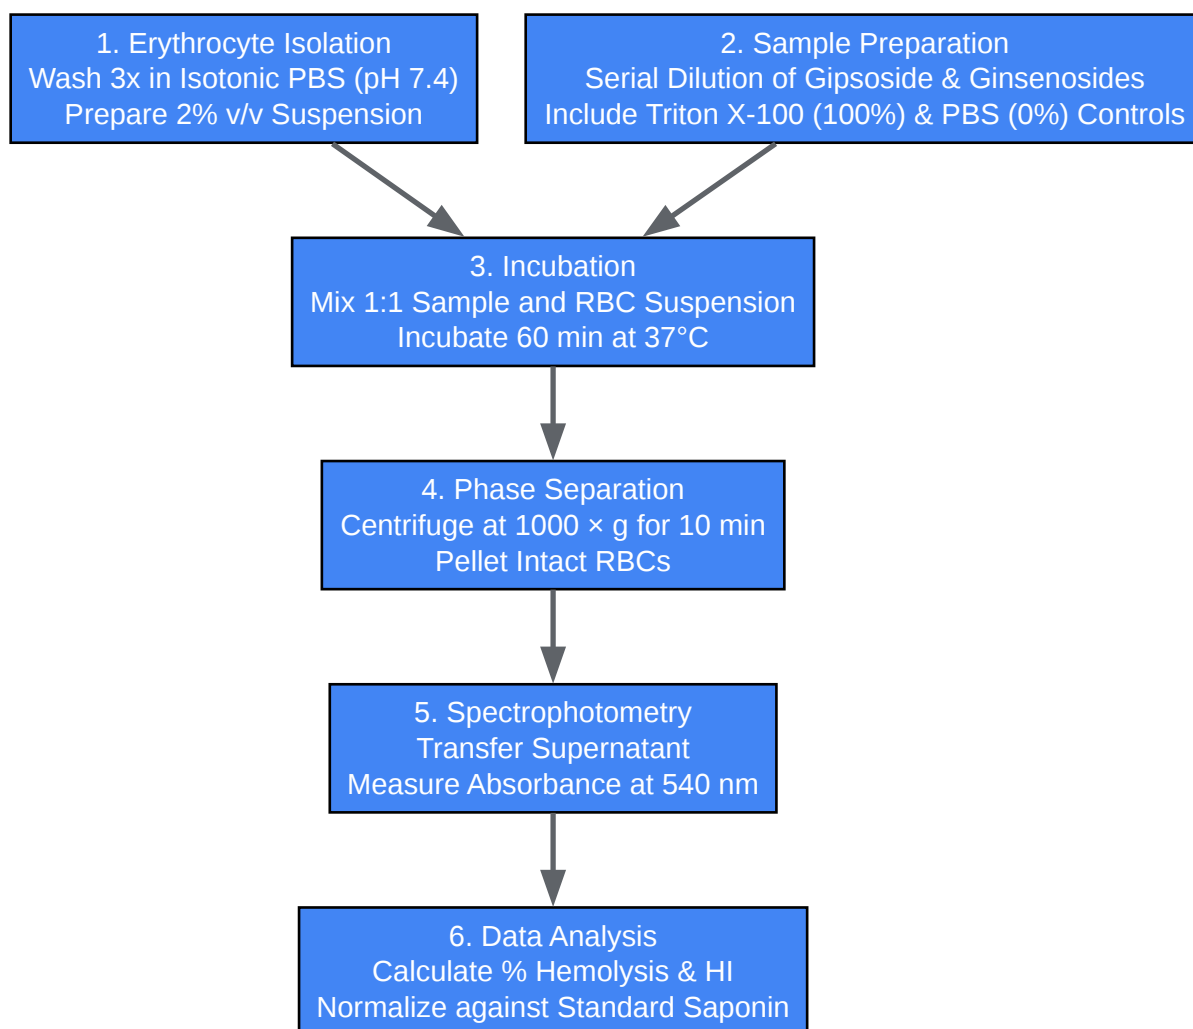 1. Erythrocyte Isolation
Wash 3x in Isotonic PBS (pH 7.4)
Prepare 2% v/v Suspension
2. Sample Preparation
Serial Dilution of Gipsoside & Ginsenosides
Include Triton X-100 (100%) & PBS (0%) Controls
3. Incubation
Mix 1:1 Sample and RBC Suspension
Incubate 60 min at 37°C
4. Phase Separation
Centrifuge at 1000 × g for 10 min
Pellet Intact RBCs
5. Spectrophotometry
Transfer Supernatant
Measure Absorbance at 540 nm
6. Data Analysis
Calculate % Hemolysis & HI
Normalize against Standard Saponin